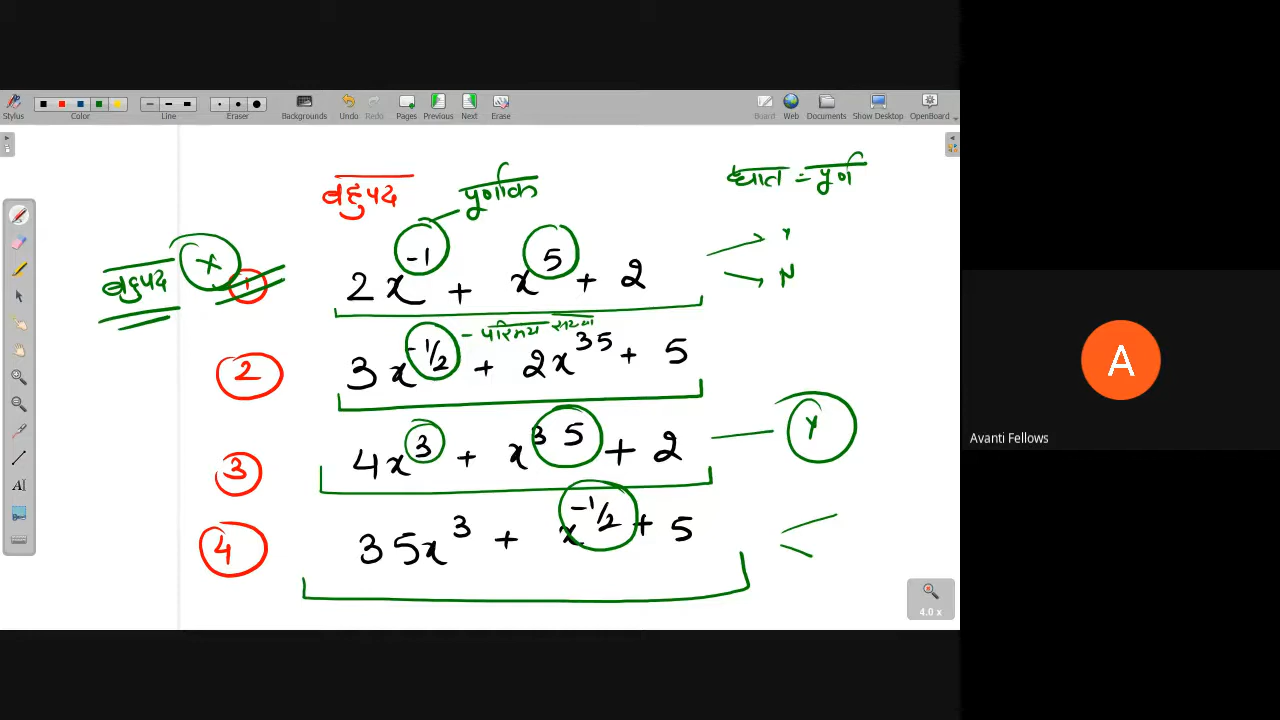 Stylus Color Line Eraser Backgrounds Undo Redo Pages Previous Next Erase Board Web Documents Show Desktop OpenBoard
बहुपद
पूर्णांक
घात = पूर्ण
बहुपद × 1 2x^{-1} + x^{5} + 2 Y
N
- परिमेय संख्या
2 3x^{-1/2} + 2x^{35} + 5
3 4x^{3} + x^{35} + 2 Y
4 35x^{3} + x^{-1/2} + 5
4.0 x
A
Avanti Fellows